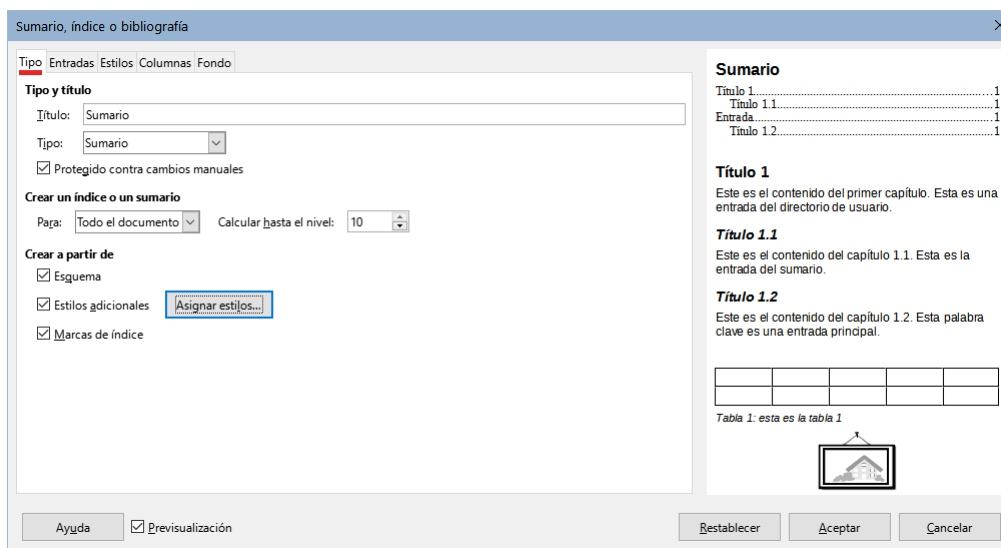 Sumario, índice o bibliografía
Tipo Entradas Estilos Columnas Fondo
Tipo y título
Título: Sumario
Tipo: Sumario
Protegido contra cambios manuales
Crear un índice o un sumario
Para: Todo el documento Calcular hasta el nivel: 10
Crear a partir de
Esquema
Estilos adicionales Asignar estilos...
Marcas de índice
Sumario
Título 1...1
Título 1.1...1
Entrada...1
Título 1.2...1
Título 1
Este es el contenido del primer capítulo. Esta es una
entrada del directorio de usuario.
Título 1.1
Este es el contenido del capítulo 1.1. Esta es la
entrada del sumario.
Título 1.2
Este es el contenido del capítulo 1.2. Esta palabra
clave es una entrada principal.
Tabla 1: esta es la tabla 1
Ayuda Previsualización Restablecer Aceptar Cancelar